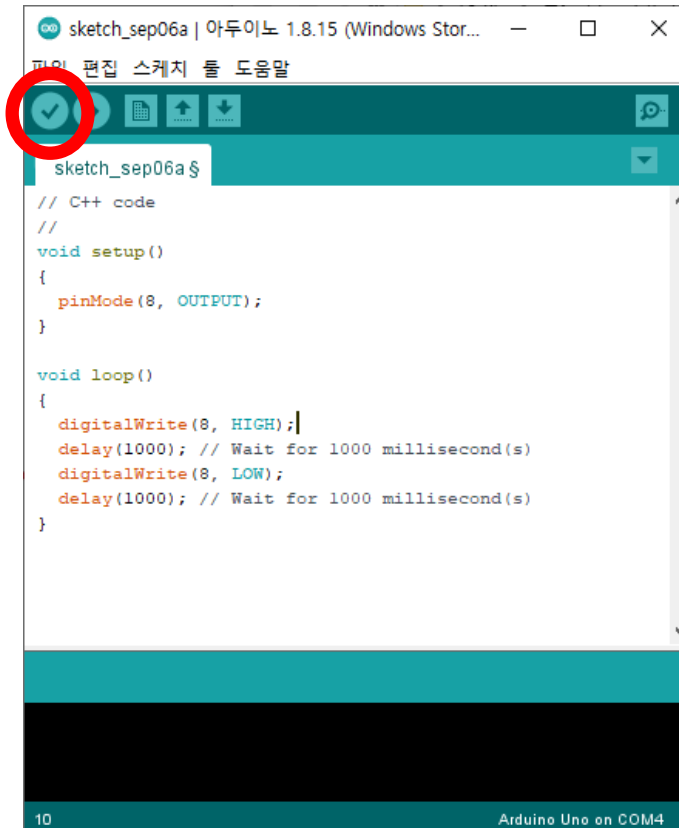 sketch_sep06a | 아두이노 1.8.15 (Windows Stor...
파일 편집 스케치 툴 도움말
sketch_sep06a §
// C++ code
//
void setup()
{
  pinMode(8, OUTPUT);
}

void loop()
{
  digitalWrite(8, HIGH);
  delay(1000); // Wait for 1000 millisecond(s)
  digitalWrite(8, LOW);
  delay(1000); // Wait for 1000 millisecond(s)
}
10 Arduino Uno on COM4